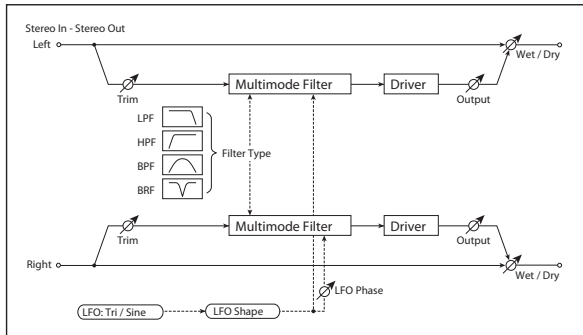 Stereo In - Stereo Out
Left
Wet / Dry
Trim
Multimode Filter
Driver
Output
LPF
HPF
BPF
BRF
Filter Type
Trim
Multimode Filter
Driver
Output
Right
Wet / Dry
LFO Phase
LFO: Tri / Sine
LFO Shape